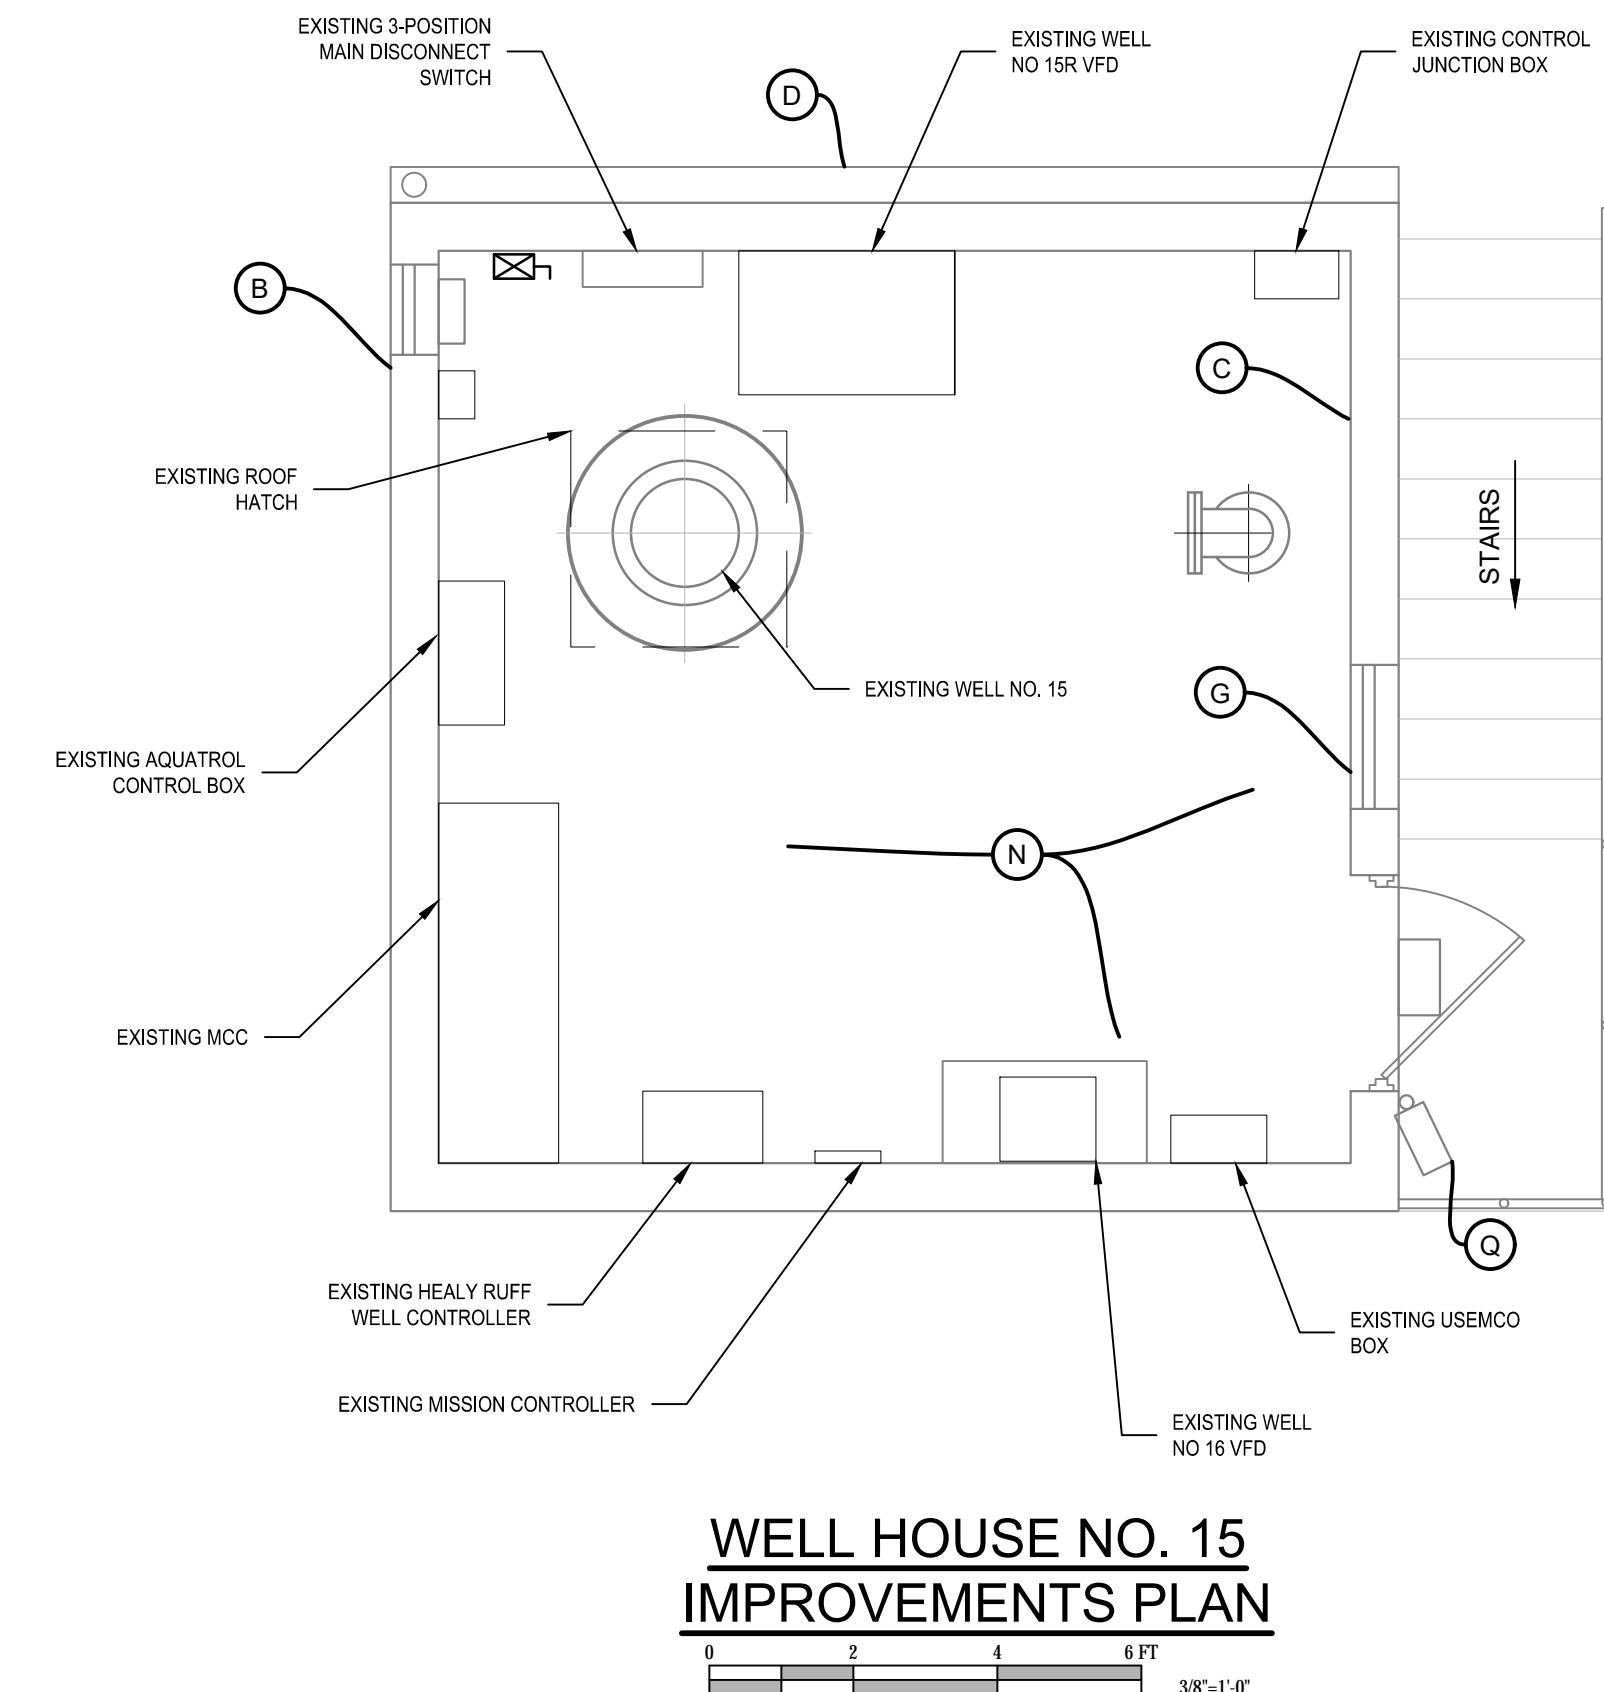 EXISTING 3-POSITION
MAIN DISCONNECT
SWITCH
EXISTING WELL
NO 15R VFD
EXISTING CONTROL
JUNCTION BOX
D
B
C
EXISTING ROOF
HATCH
STAIRS
EXISTING WELL NO. 15
G
EXISTING AQUATROL
CONTROL BOX
N
EXISTING MCC
Q
EXISTING HEALY RUFF
WELL CONTROLLER
EXISTING USEMCO
BOX
EXISTING MISSION CONTROLLER
EXISTING WELL
NO 16 VFD
WELL HOUSE NO. 15
IMPROVEMENTS PLAN
0 2 4 6 FT
3/8"=1'-0"